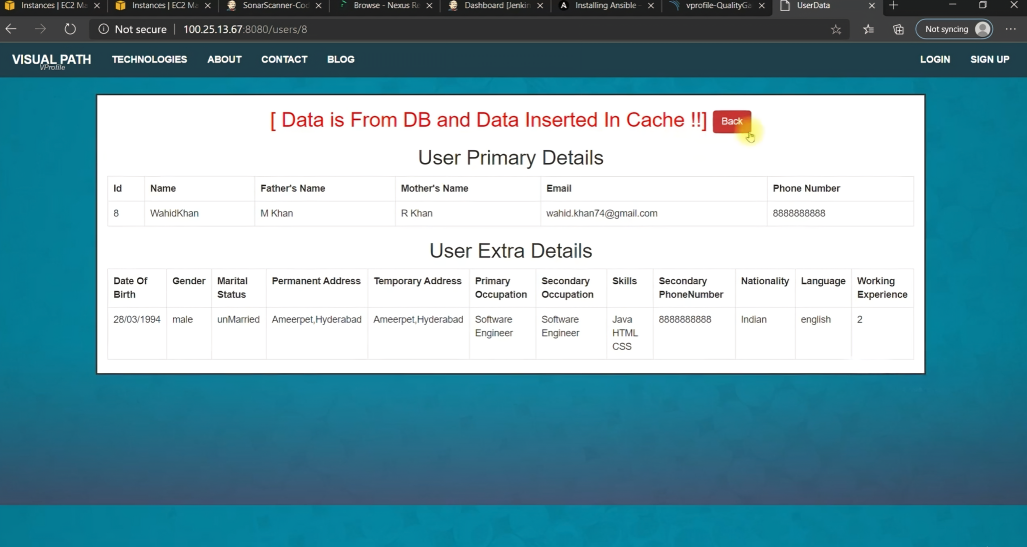 Instances | EC2 Ma
Instances | EC2 Ma
SonarScanner-Cod
Browse - Nexus Re
Dashboard [Jenkin
Installing Ansible
vprofile-QualityGa
UserData
Not secure | 100.25.13.67:8080/users/8
Not syncing
VISUAL PATH
VProfile
TECHNOLOGIES ABOUT CONTACT BLOG
LOGIN SIGN UP
[ Data is From DB and Data Inserted In Cache !!] Back
User Primary Details
Id Name Father's Name Mother's Name Email Phone Number
8 WahidKhan M Khan R Khan wahid.khan74@gmail.com 8888888888
User Extra Details
Date Of Birth Gender Marital Status Permanent Address Temporary Address Primary Occupation Secondary Occupation Skills Secondary PhoneNumber Nationality Language Working Experience
28/03/1994 male unMarried Ameerpet,Hyderabad Ameerpet,Hyderabad Software Engineer Software Engineer Java HTML CSS 8888888888 Indian english 2